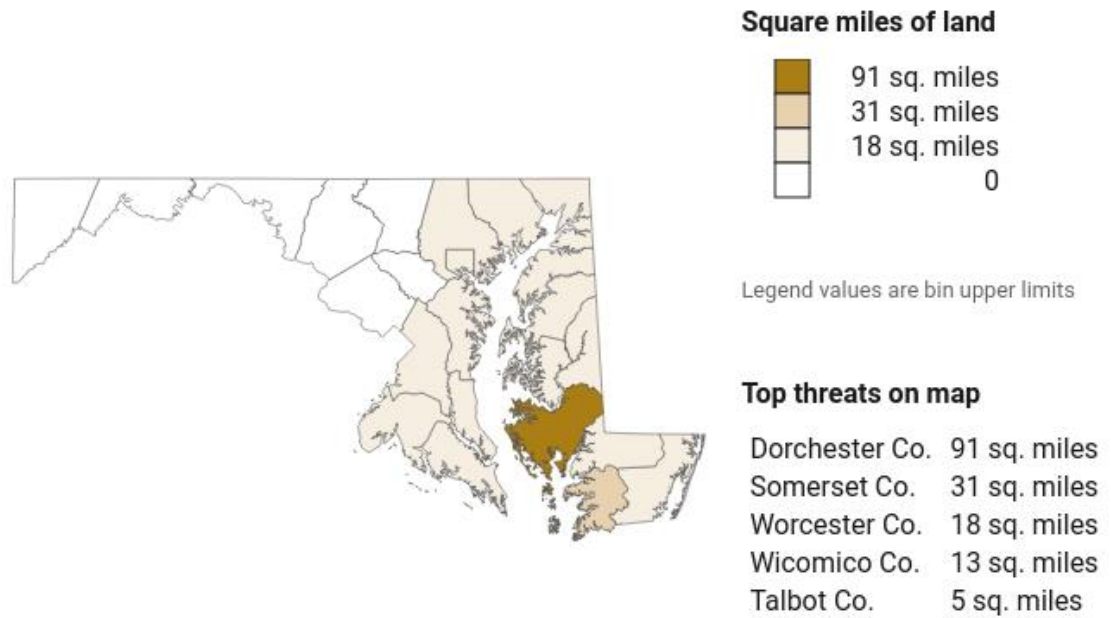 Square miles of land
91 sq. miles
31 sq. miles
18 sq. miles
0
Legend values are bin upper limits
Top threats on map
Dorchester Co. 91 sq. miles
Somerset Co. 31 sq. miles
Worcester Co. 18 sq. miles
Wicomico Co. 13 sq. miles
Talbot Co. 5 sq. miles